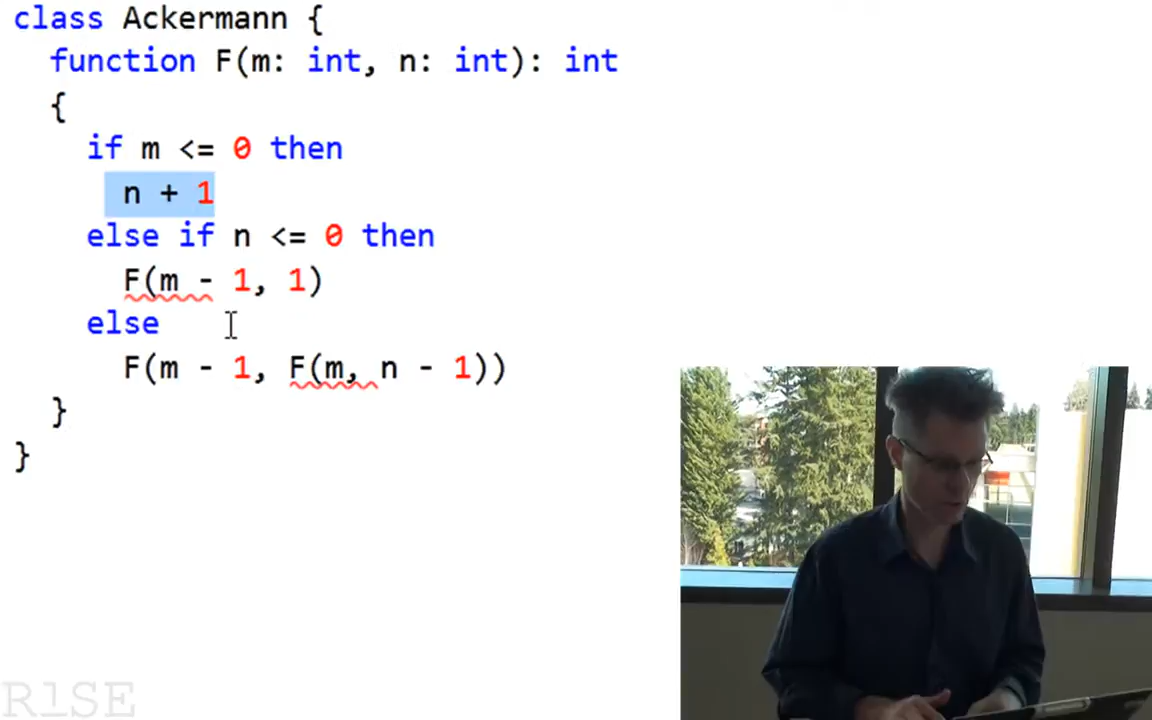 class Ackermann {
function F(m: int, n: int): int
{
if m <= 0 then
n + 1
else if n <= 0 then
F(m - 1, 1)
else
F(m - 1, F(m, n - 1))
}
}
RiSE